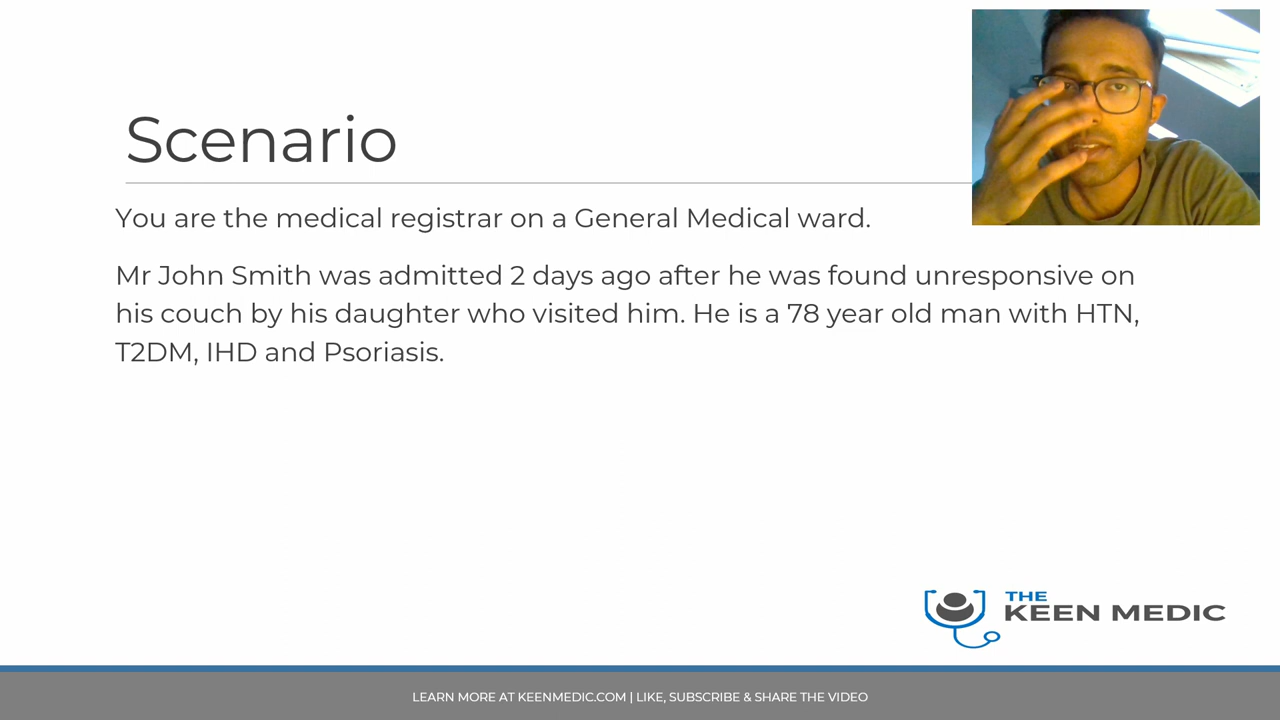 Scenario
You are the medical registrar on a General Medical ward.
Mr John Smith was admitted 2 days ago after he was found unresponsive on
his couch by his daughter who visited him. He is a 78 year old man with HTN,
T2DM, IHD and Psoriasis.
THE
KEEN MEDIC
LEARN MORE AT KEENMEDIC.COM | LIKE, SUBSCRIBE & SHARE THE VIDEO